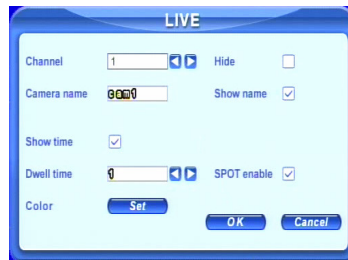 LIVE
Channel 1 Hide
Camera name cam1 Show name
Show time
Dwell time 1 SPOT enable
Color Set
OK Cancel